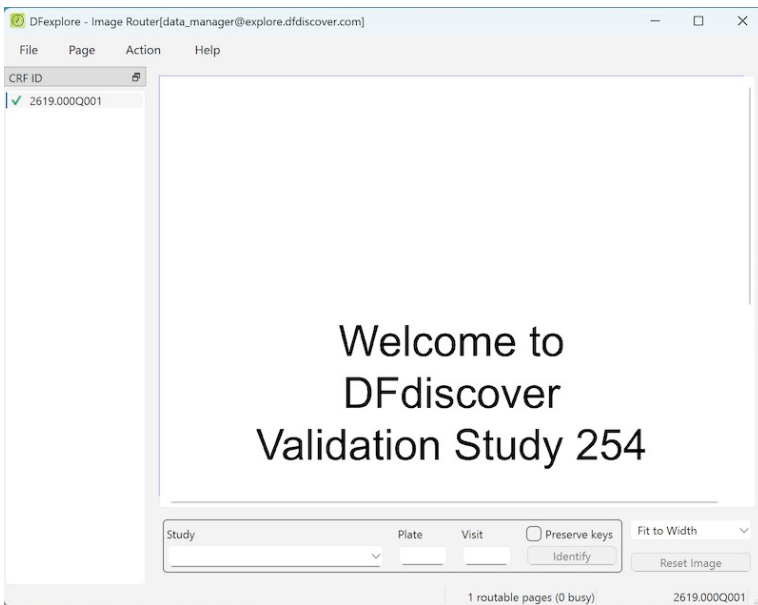 DFexplore - Image Router[data_manager@explore.dfdiscover.com]
File Page Action Help
CRF ID
2619.000Q001
Welcome to
DFdiscover
Validation Study 254
Study Plate Visit Preserve keys Fit to Width
Identify Reset Image
1 routable pages (0 busy) 2619.000Q001